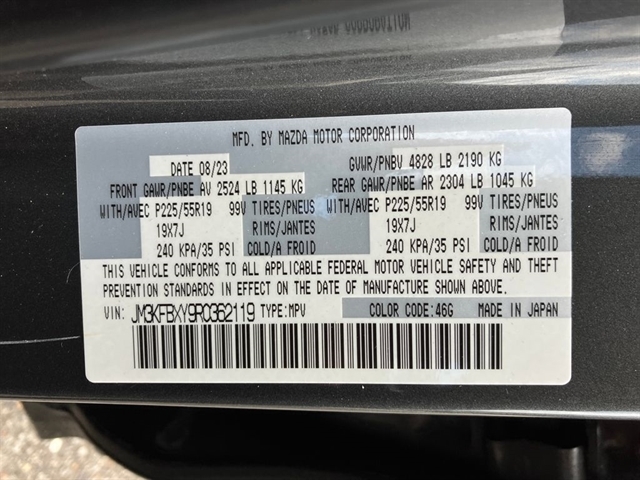 MFD. BY MAZDA MOTOR CORPORATION
DATE 08/23 GVWR/PNBV 4828 LB 2190 KG
FRONT GAWR/PNBE AV 2524 LB 1145 KG REAR GAWR/PNBE AR 2304 LB 1045 KG
WITH/AVEC P225/55R19 99V TIRES/PNEUS WITH/AVEC P225/55R19 99V TIRES/PNEUS
19X7J RIMS/JANTES 19X7J RIMS/JANTES
240 KPA/35 PSI COLD/A FROID 240 KPA/35 PSI COLD/A FROID
THIS VEHICLE CONFORMS TO ALL APPLICABLE FEDERAL MOTOR VEHICLE SAFETY AND THEFT
PREVENTION STANDARDS IN EFFECT ON THE DATE OF MANUFACTURE SHOWN ABOVE.
VIN: JM3KFBXY9R0362119 TYPE:MPV COLOR CODE:46G MADE IN JAPAN